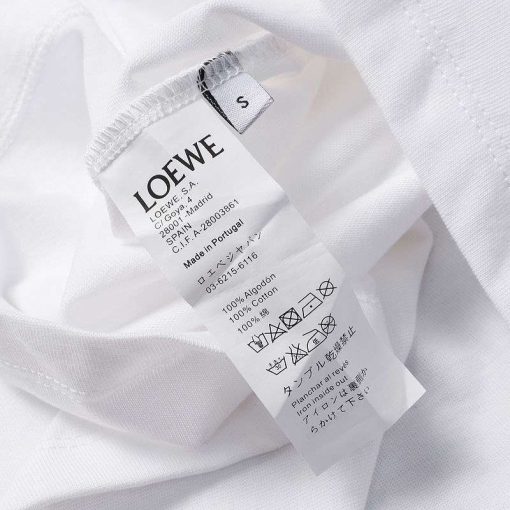 S
LOEWE
LOEWE, S.A.
C/ Goya, 4
28001 -Madrid
SPAIN
C.I.F.A-28003861
Made in Portugal
ロエベジャパン
03-6215-6116
100% Algodón
100% Cotton
100% 綿
タンブル乾燥禁止
Planchar al revés
Iron inside out
アイロンは裏側か
らかけて下さい